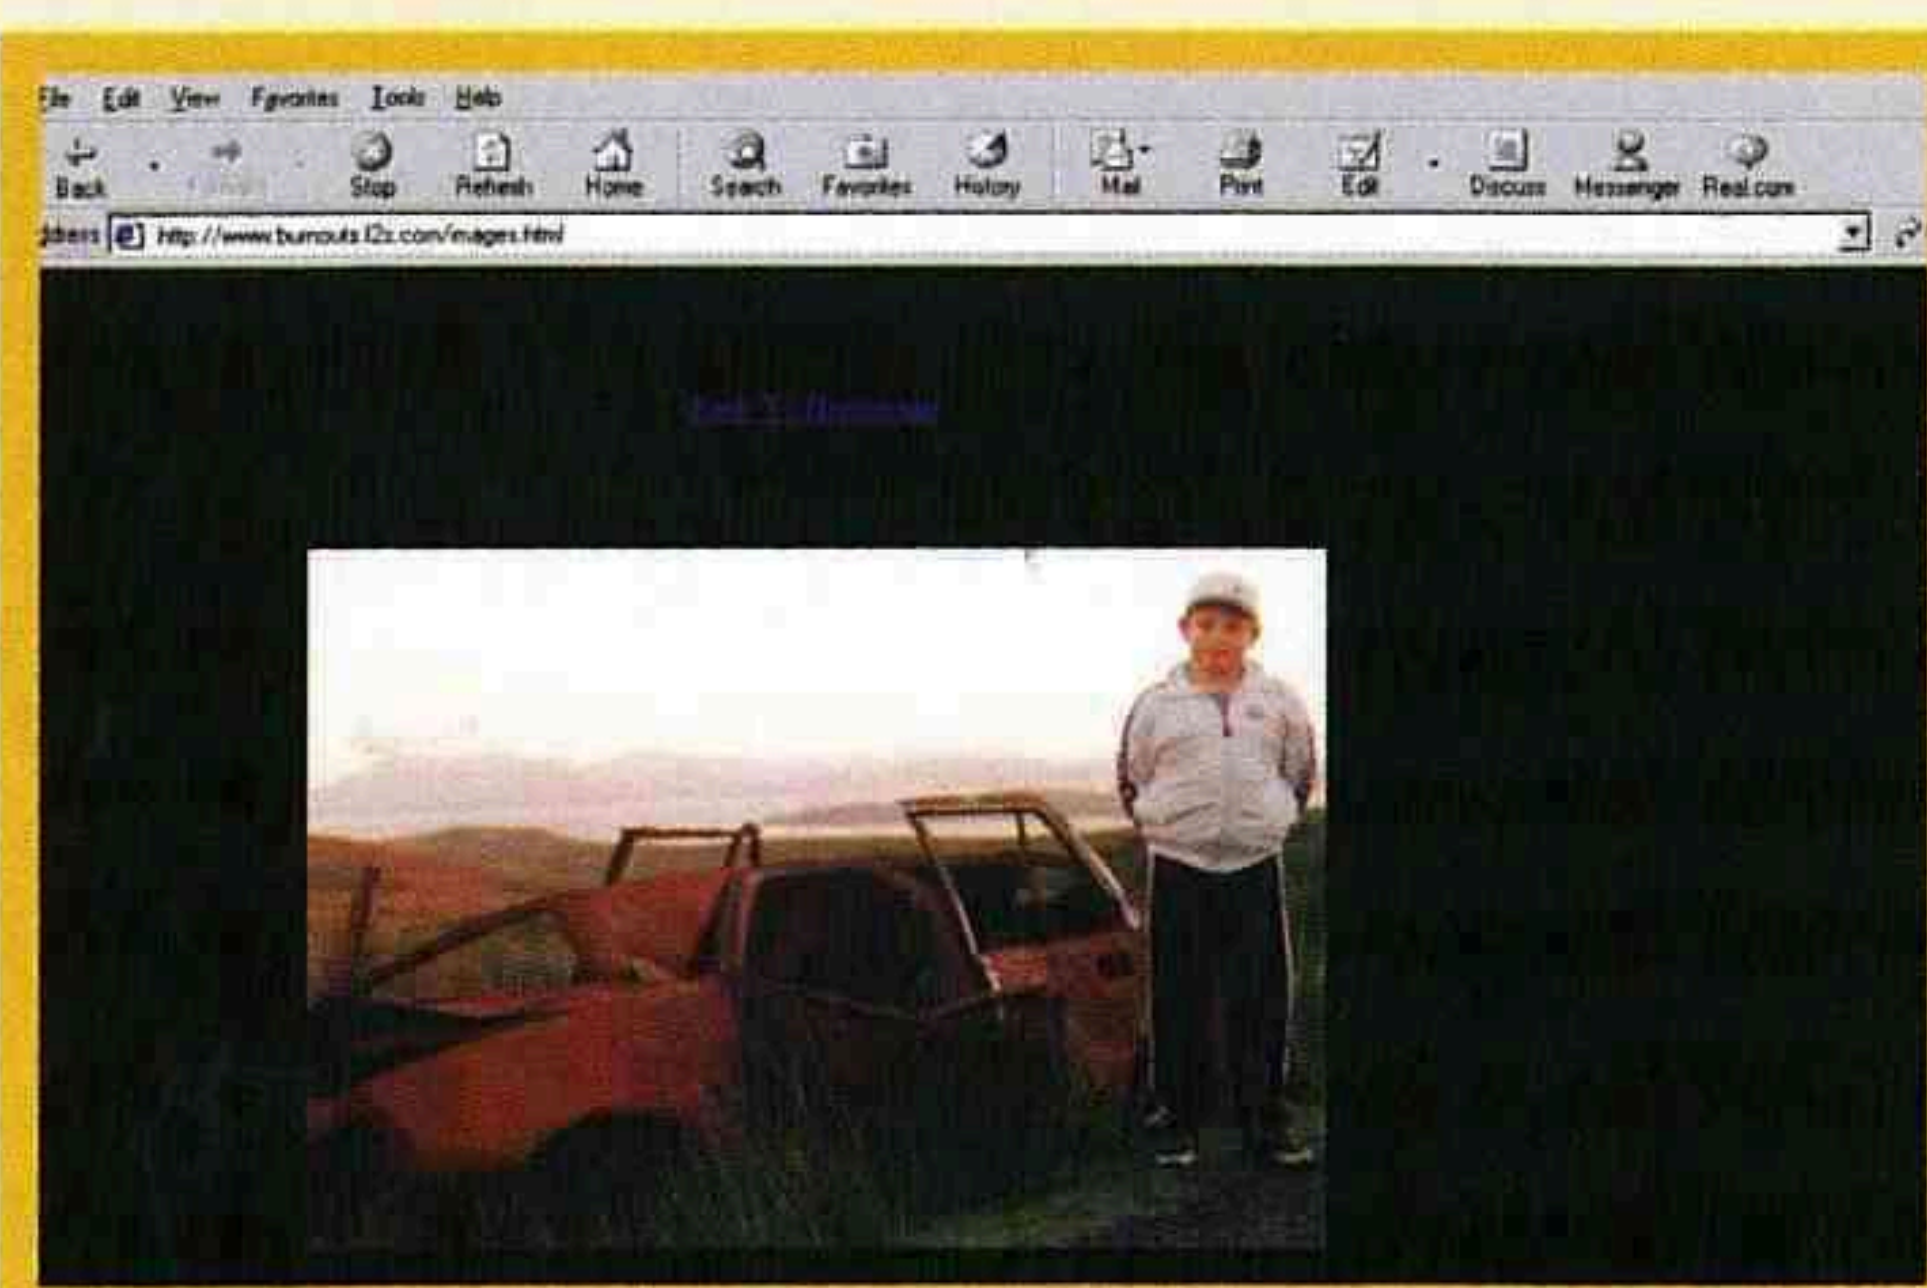 File Edit View Favorites Tools Help
Back Stop Refresh Home Search Favorites History Mail Print Edit Discuss Messenger Real.com
http://www.burnouts.12s.com/images.html